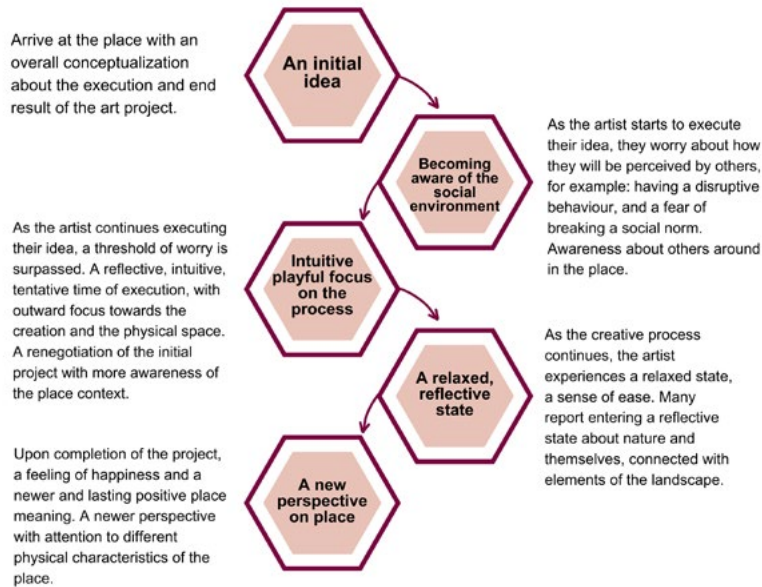 Arrive at the place with an
overall conceptualization
about the execution and end
result of the art project.
An initial
idea
Becoming
aware of the
social
environment
As the artist starts to execute
their idea, they worry about how
they will be perceived by others,
for example: having a disruptive
behaviour, and a fear of
breaking a social norm.
Awareness about others around
in the place.
As the artist continues executing
their idea, a threshold of worry is
surpassed. A reflective, intuitive,
tentative time of execution, with
outward focus towards the
creation and the physical space.
A renegotiation of the initial
project with more awareness of
the place context.
Intuitive
playful focus
on the
process
A relaxed,
reflective
state
As the creative process
continues, the artist
experiences a relaxed state,
a sense of ease. Many
report entering a reflective
state about nature and
themselves, connected with
elements of the landscape.
Upon completion of the project,
a feeling of happiness and a
newer and lasting positive place
meaning. A newer perspective
with attention to different
physical characteristics of the
place.
A new
perspective
on place